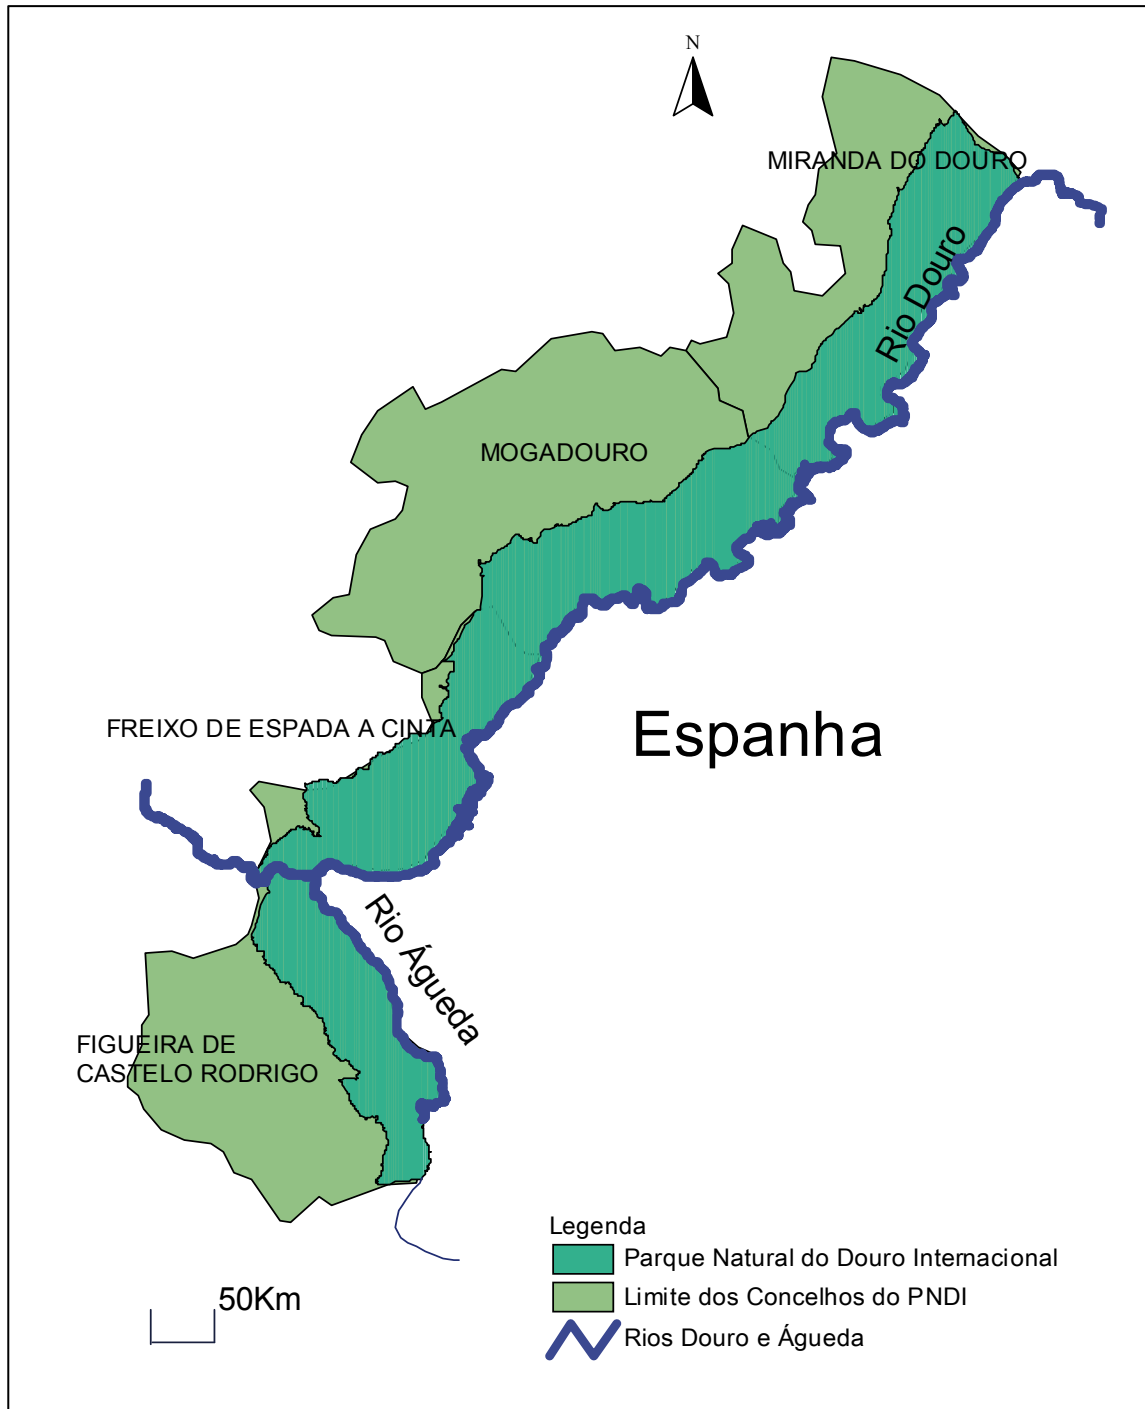 N
MIRANDA DO DOURO
Rio Douro
MOGADOURO
Espanha
FREIXO DE ESPADA A CINTA
Rio Águeda
FIGUEIRA DE
CASTELO RODRIGO
Legenda
Parque Natural do Douro Internacional
Limite dos Concelhos do PNDI
Rios Douro e Águeda
50Km